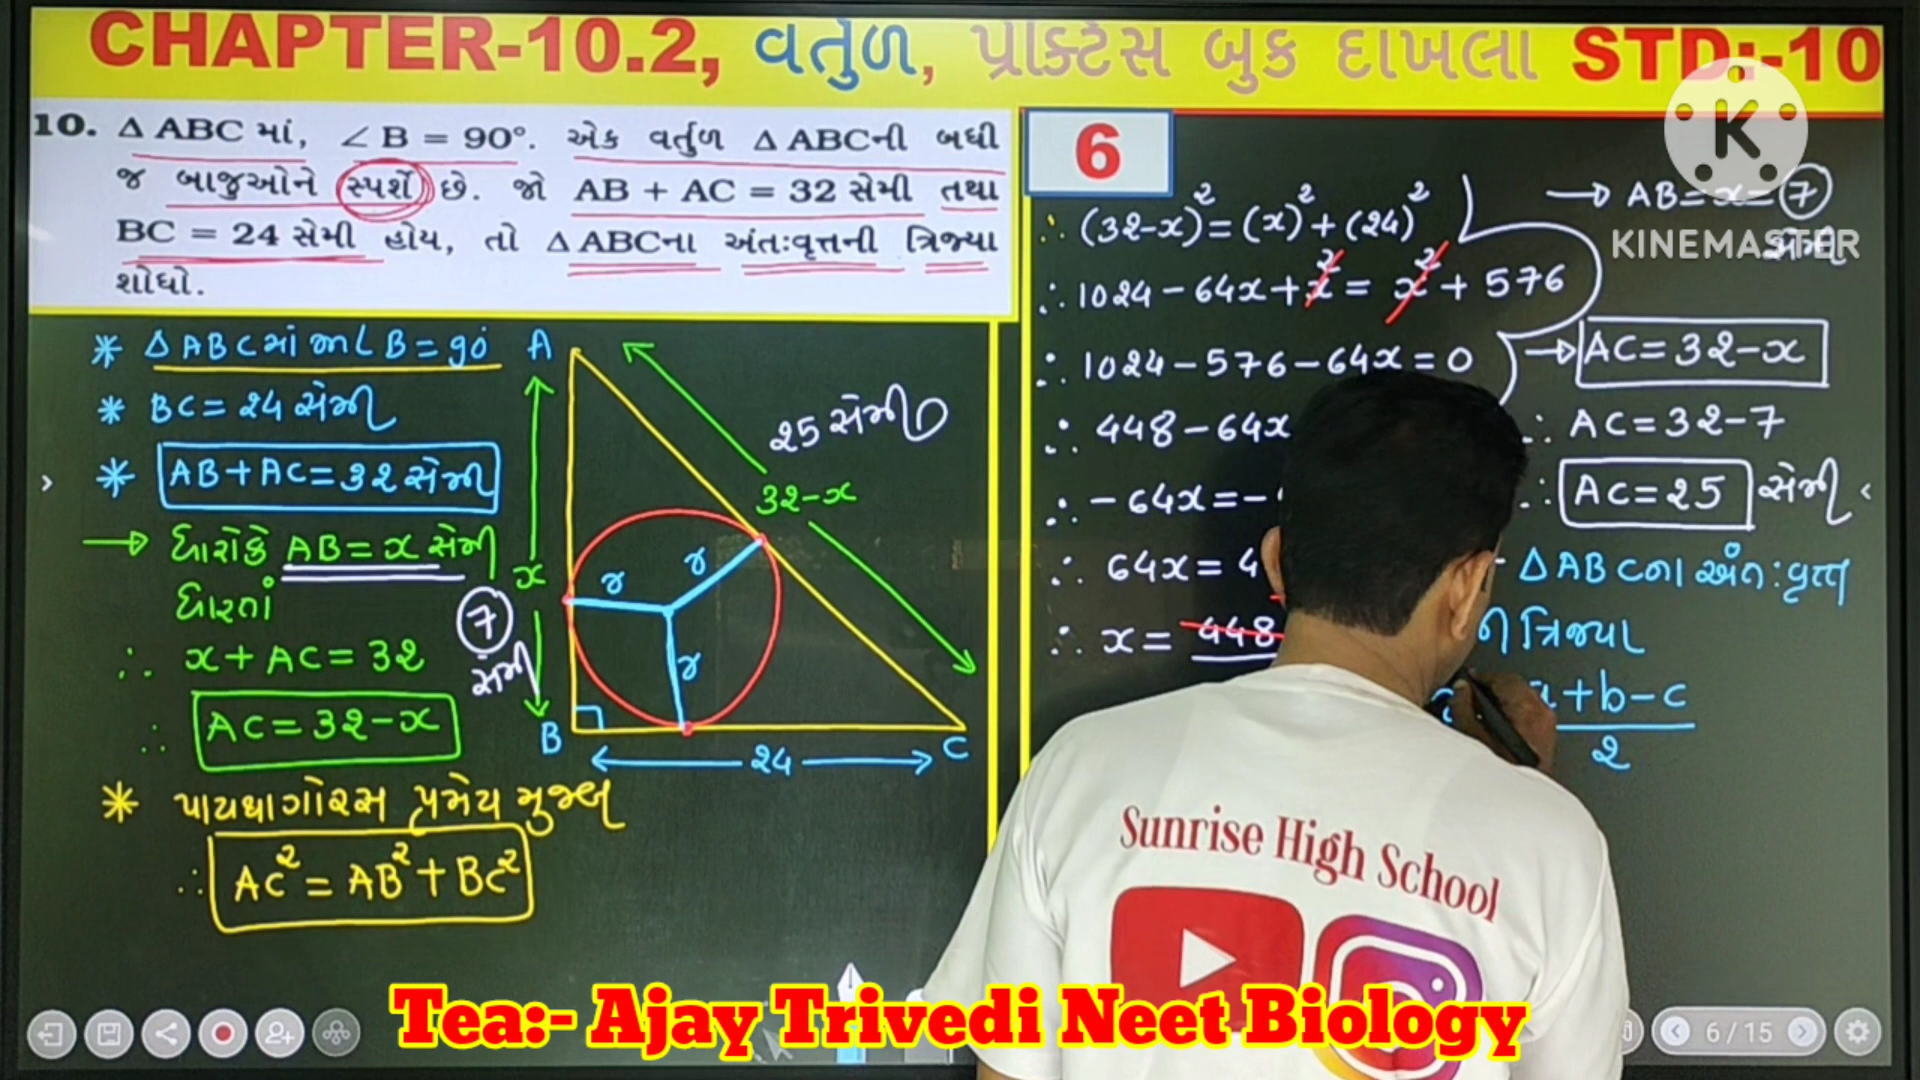 CHAPTER-10.2, વર્તુળ, પ્રેક્ટિસ બુક દાખલા STD:-10
10. Δ ABC માં, ∠ B = 90°. એક વર્તુળ Δ ABCની બધી
જ બાજુઓને સ્પર્શે છે. જો AB + AC = 32 સેમી તથા
BC = 24 સેમી હોય, તો Δ ABCના અંતઃવૃત્તની ત્રિજ્યા
શોધો.
* Δ ABC માં ∠B = 90
* BC = 24 સેમી
* AB + AC = 32 સેમી
→ ધારોકે AB = x સેમી
ધારતાં
∴ x + AC = 32
∴ AC = 32 - x
* પાયથાગોરસ પ્રમેય મુજબ
∴ AC² = AB² + BC²
A
25 સેમી
32 - x
x
7
સેમી
r
r
r
B
24
C
6
∴ (32-x)² = (x)² + (24)²
∴ 1024 - 64x + x² = x² + 576
∴ 1024 - 576 - 64x = 0
∴ 448 - 64x
∴ - 64x = -
∴ 64x = 4
∴ x = 448
→ AB = x = 7
સેમી
→ AC = 32 - x
∴ AC = 32 - 7
∴ AC = 25 સેમી
Δ ABC ના અંતઃવૃત્ત
ની ત્રિજ્યા
a + b - c
2
K
KINEMASTER
Sunrise High School
Tea:- Ajay Trivedi Neet Biology
6 / 15